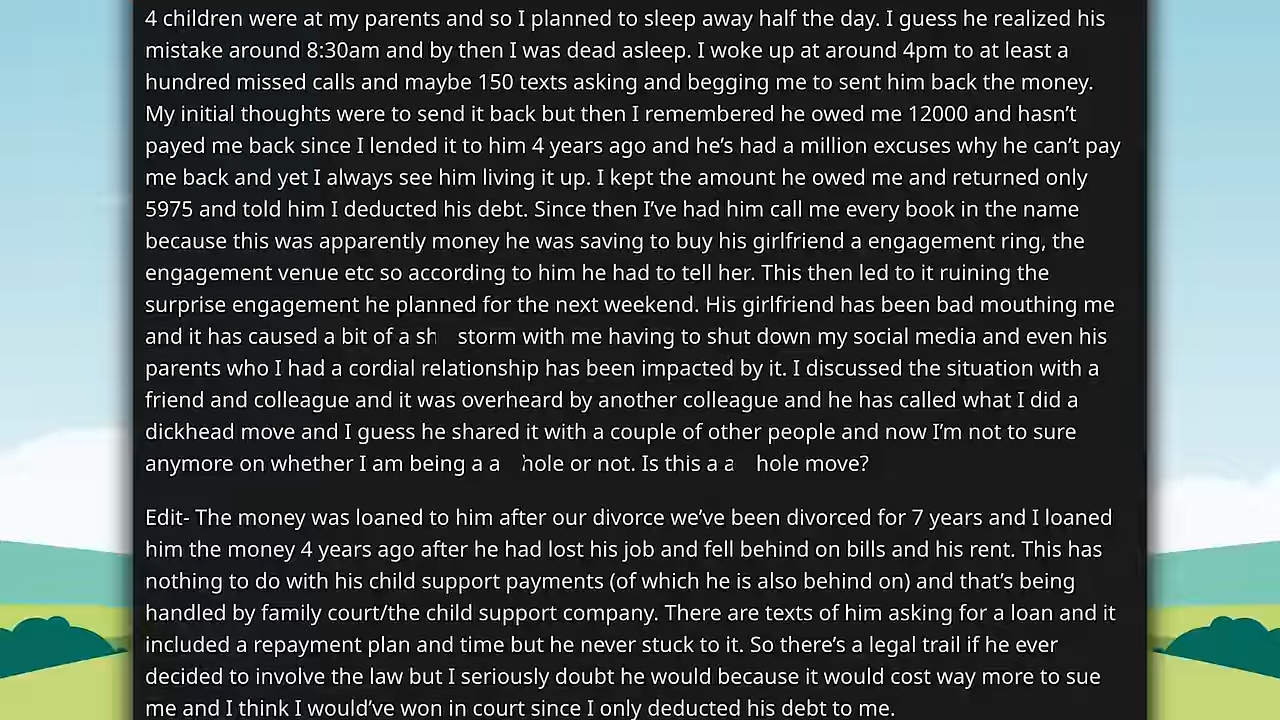 4 children were at my parents and so I planned to sleep away half the day. I guess he realized his
mistake around 8:30am and by then I was dead asleep. I woke up at around 4pm to at least a
hundred missed calls and maybe 150 texts asking and begging me to sent him back the money.
My initial thoughts were to send it back but then I remembered he owed me 12000 and hasn't
payed me back since I lended it to him 4 years ago and he's had a million excuses why he can't pay
me back and yet I always see him living it up. I kept the amount he owed me and returned only
5975 and told him I deducted his debt. Since then I've had him call me every book in the name
because this was apparently money he was saving to buy his girlfriend a engagement ring, the
engagement venue etc so according to him he had to tell her. This then led to it ruining the
surprise engagement he planned for the next weekend. His girlfriend has been bad mouthing me
and it has caused a bit of a sh storm with me having to shut down my social media and even his
parents who I had a cordial relationship has been impacted by it. I discussed the situation with a
friend and colleague and it was overheard by another colleague and he has called what I did a
dickhead move and I guess he shared it with a couple of other people and now I'm not to sure
anymore on whether I am being a a hole or not. Is this a a hole move?
Edit- The money was loaned to him after our divorce we've been divorced for 7 years and I loaned
him the money 4 years ago after he had lost his job and fell behind on bills and his rent. This has
nothing to do with his child support payments (of which he is also behind on) and that's being
handled by family court/the child support company. There are texts of him asking for a loan and it
included a repayment plan and time but he never stuck to it. So there's a legal trail if he ever
decided to involve the law but I seriously doubt he would because it would cost way more to sue
me and I think I would've won in court since I only deducted his debt to me.